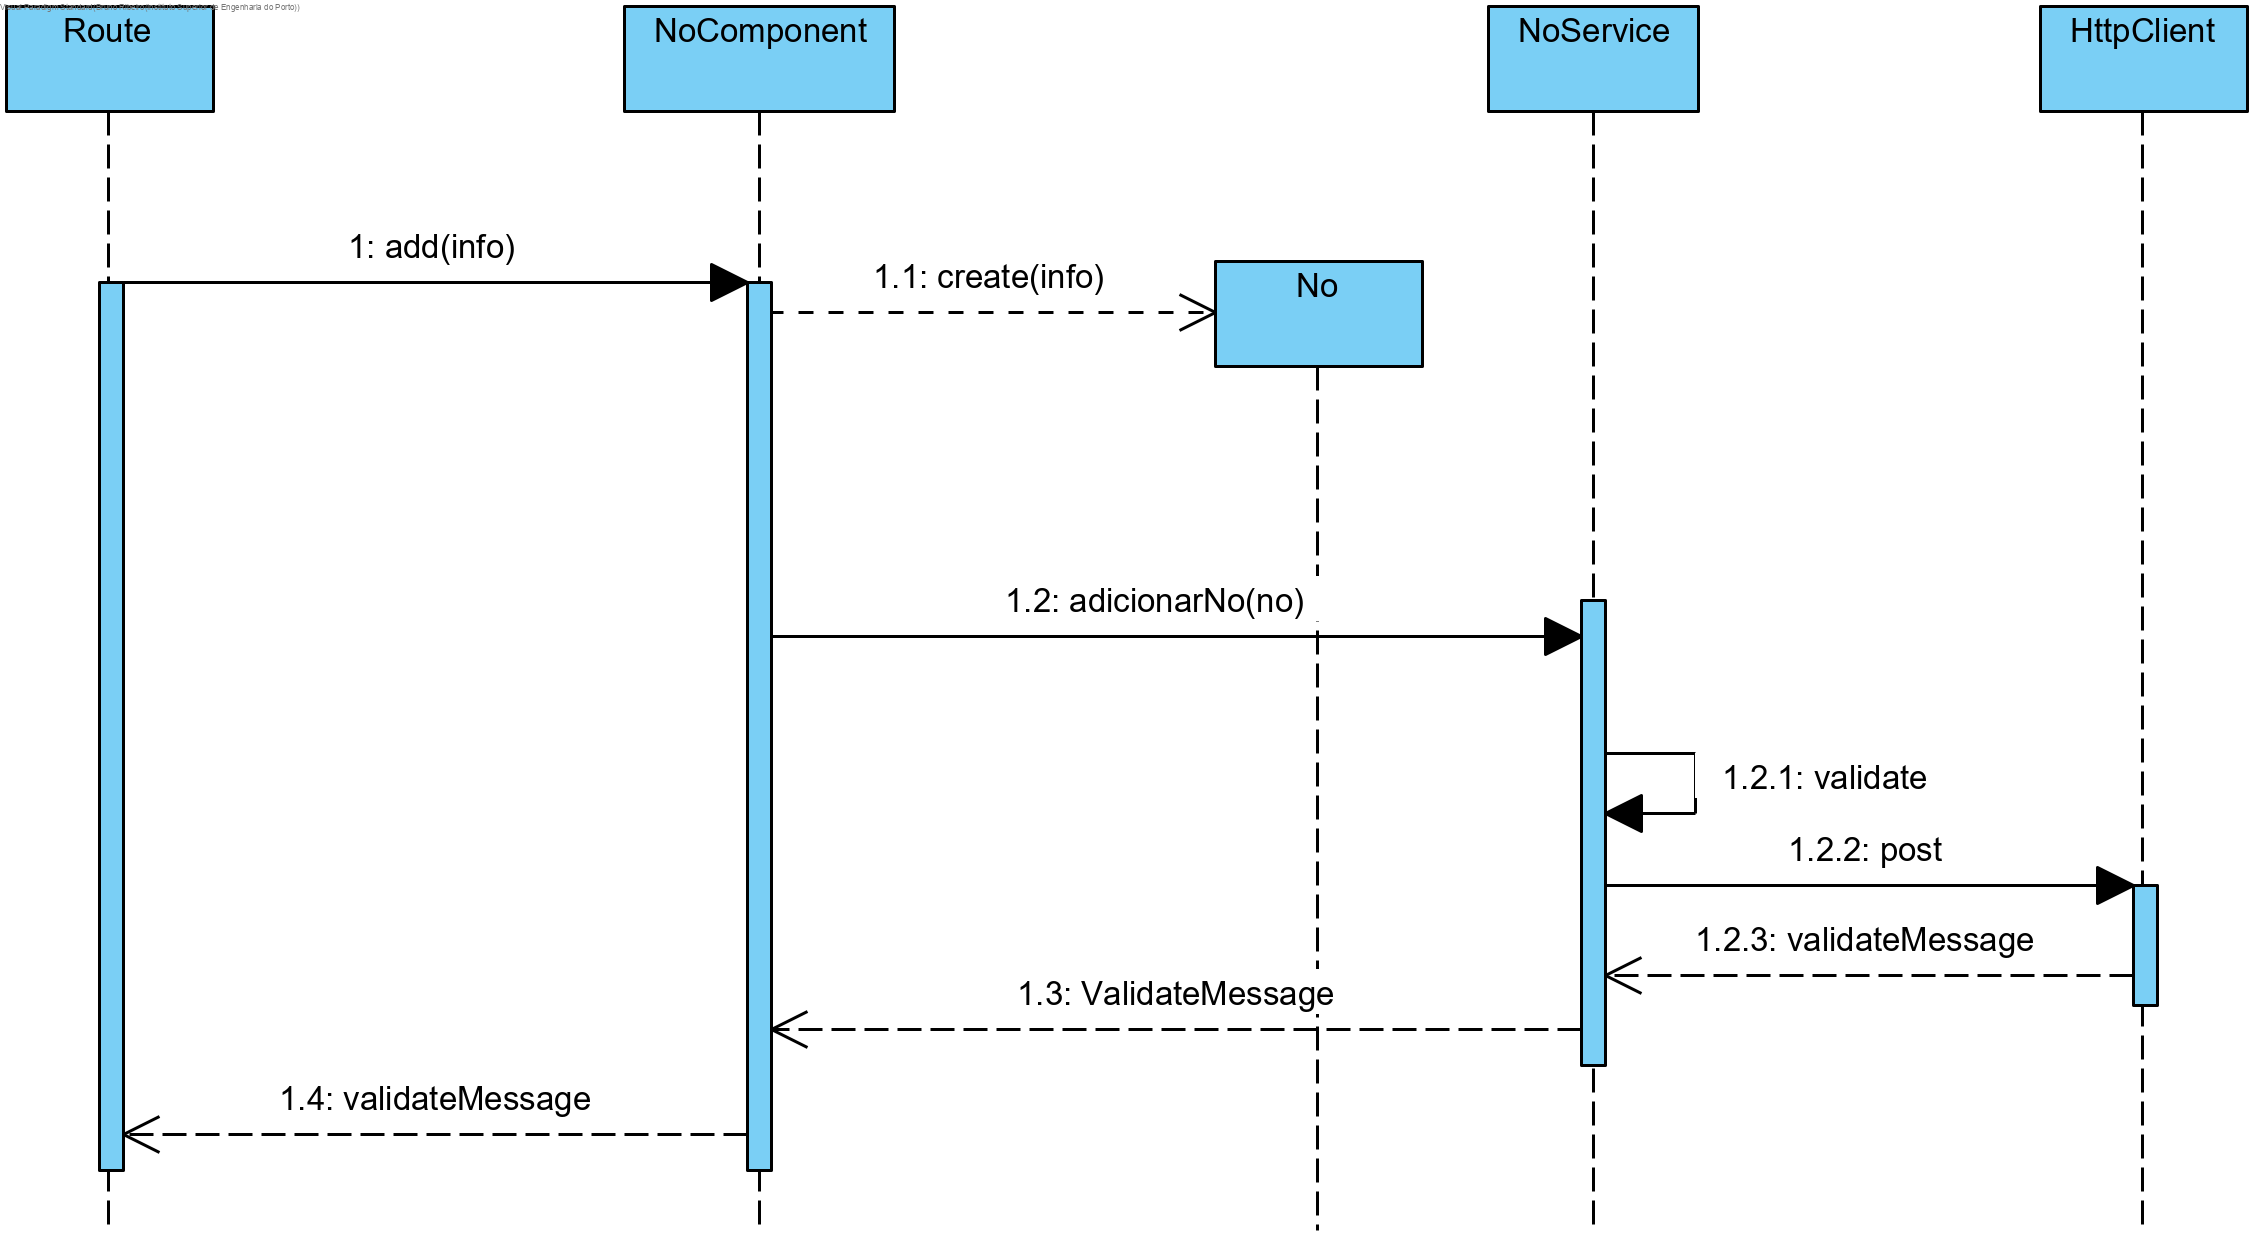 de Engenharia do Porto))
Route
NoComponent
NoService
HttpClient
1: add(info)
1.1: create(info)
No
1.2: adicionarNo(no)
1.2.1: validate
1.2.2: post
1.2.3: validateMessage
1.3: ValidateMessage
1.4: validateMessage